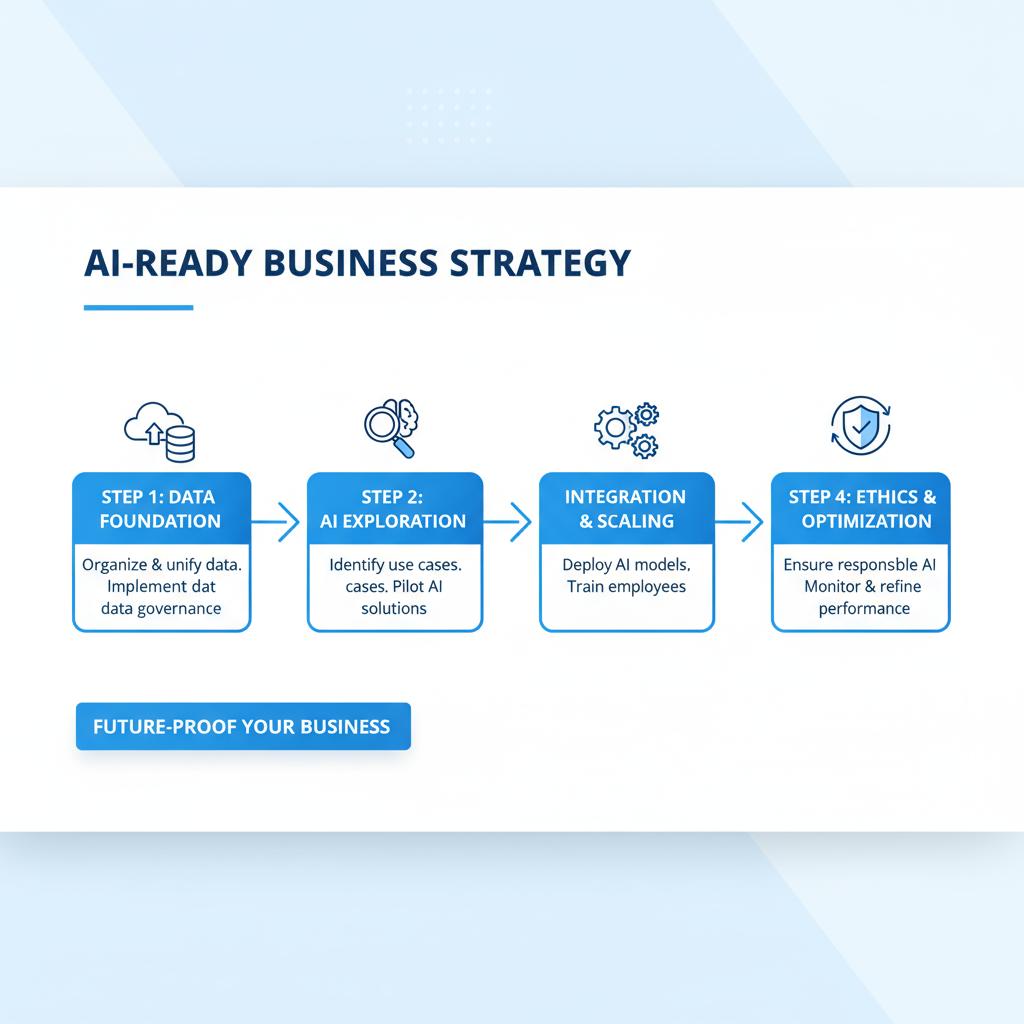 AI-READY BUSINESS STRATEGY
STEP 1: DATA
FOUNDATION
Organize & unify data.
Implement dat
data governance
STEP 2:
AI EXPLORATION
Identify use cases.
cases. Pilot AI
solutions
INTEGRATION
& SCALING
Deploy AI models,
Train employees
STEP 4: ETHICS &
OPTIMIZATION
Ensure responsble AI
Monitor & refine
performance
FUTURE-PROOF YOUR BUSINESS